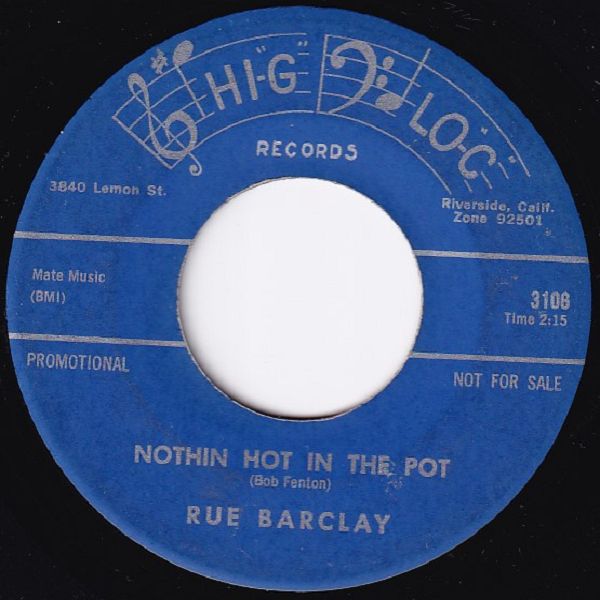 HI-"G" LO-"C"
RECORDS
3840 Lemon St.
Riverside, Calif.
Zone 92501
Mate Music
(BMI)
3108
Time 2:15
PROMOTIONAL
NOT FOR SALE
NOTHIN HOT IN THE POT
(Bob Fenton)
RUE BARCLAY